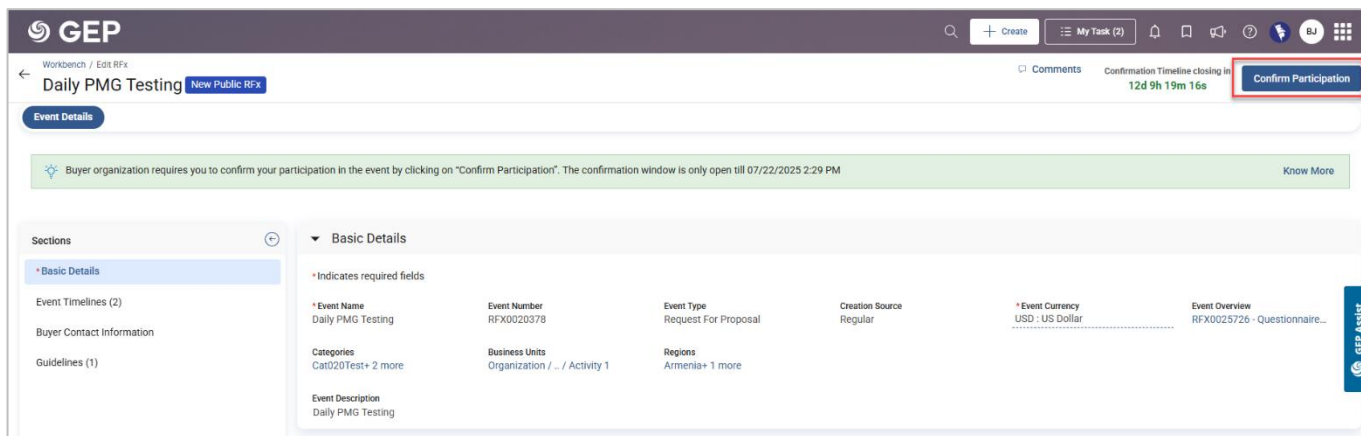 GEP
+ Create
My Task (2)
BJ
Workbench / Edit RFx
Daily PMG Testing New Public RFx
Comments
Confirmation Timeline closing in
12d 9h 19m 16s
Confirm Participation
Event Details
Buyer organization requires you to confirm your participation in the event by clicking on "Confirm Participation". The confirmation window is only open till 07/22/2025 2:29 PM
Know More
Sections
*Basic Details
Event Timelines (2)
Buyer Contact Information
Guidelines (1)
Basic Details
*Indicates required fields
*Event Name Event Number Event Type Creation Source *Event Currency Event Overview
Daily PMG Testing RFX0020378 Request For Proposal Regular USD : US Dollar RFX0025726 - Questionnaire...
Categories Business Units Regions
Cat020Test+ 2 more Organization / .. / Activity 1 Armenia+ 1 more
Event Description
Daily PMG Testing
GEP Assist